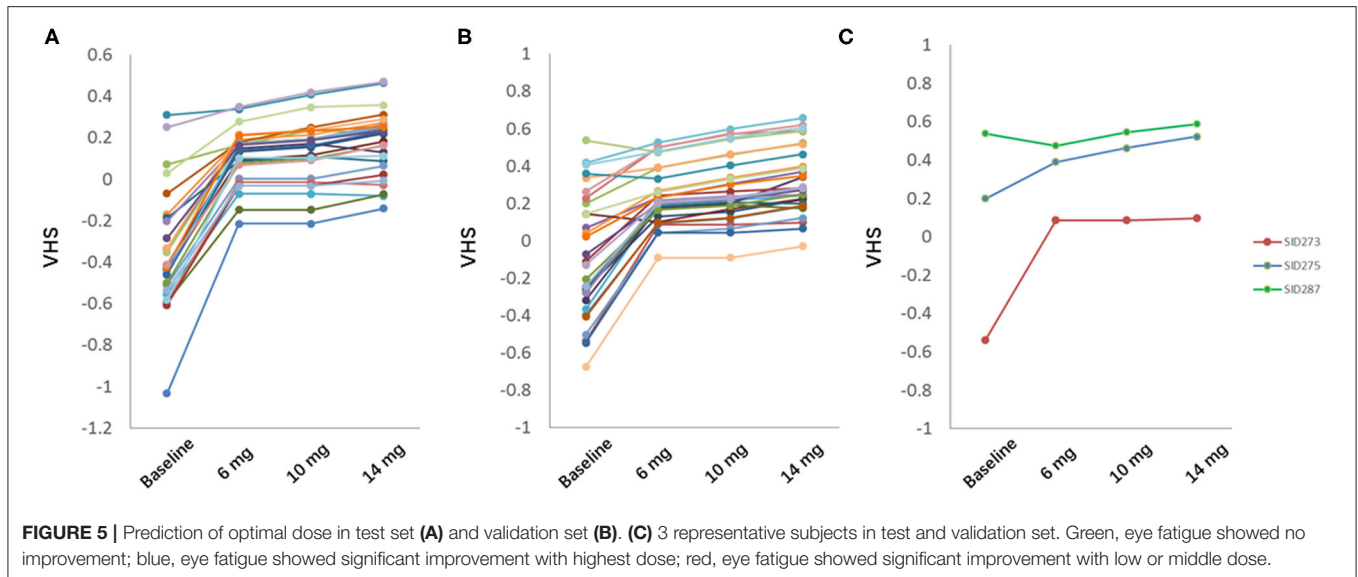 A
VHS
0.6
0.4
0.2
0
-0.2
-0.4
-0.6
-0.8
-1
-1.2
Baseline
6 mg
10 mg
14 mg
B
VHS
1
0.8
0.6
0.4
0.2
0
-0.2
-0.4
-0.6
-0.8
-1
Baseline
6 mg
10 mg
14 mg
C
VHS
1
0.8
0.6
0.4
0.2
0
-0.2
-0.4
-0.6
-0.8
-1
Baseline
6 mg
10 mg
14 mg
SID273
SID275
SID287
FIGURE 5 | Prediction of optimal dose in test set (A) and validation set (B). (C) 3 representative subjects in test and validation set. Green, eye fatigue showed no
improvement; blue, eye fatigue showed significant improvement with highest dose; red, eye fatigue showed significant improvement with low or middle dose.